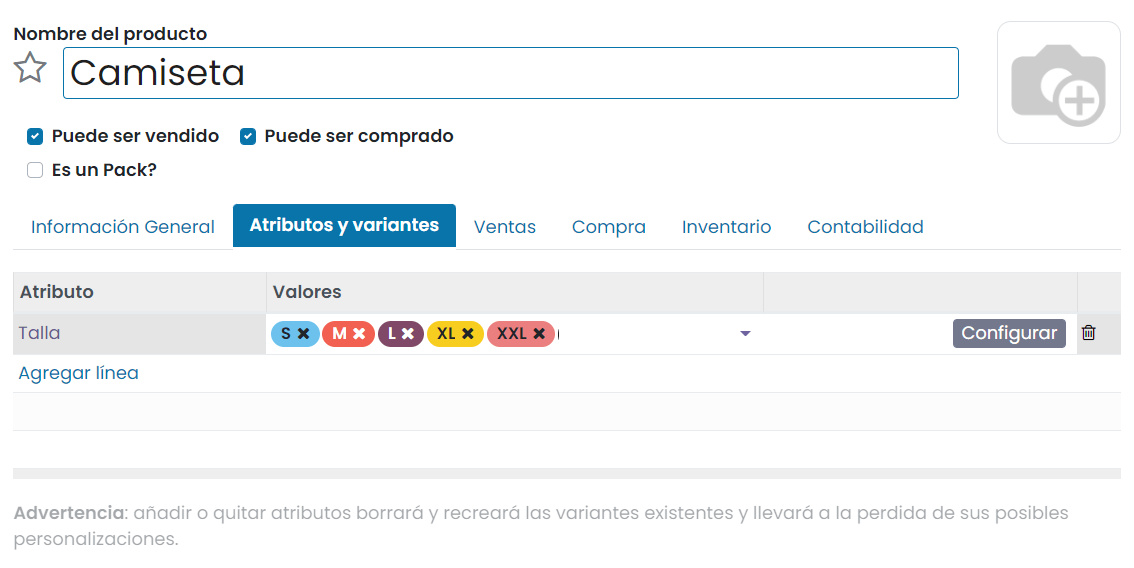 Nombre del producto
Camiseta
Puede ser vendido Puede ser comprado
Es un Pack?
Información General Atributos y variantes Ventas Compra Inventario Contabilidad
Atributo Valores
Talla S M L XL XXL Configurar
Agregar línea
Advertencia: añadir o quitar atributos borrará y recreará las variantes existentes y llevará a la perdida de sus posibles
personalizaciones.